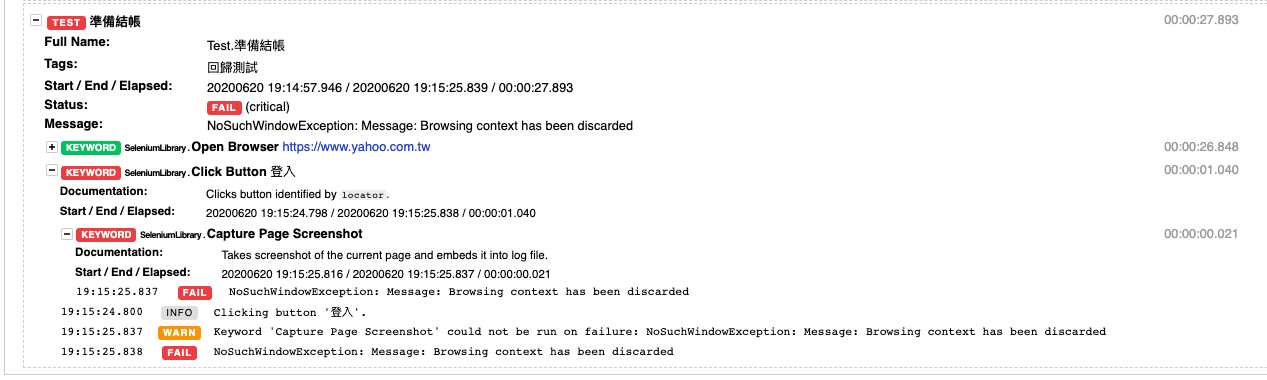 TEST 準備結帳 00:00:27.893
Full Name: Test.準備結帳
Tags: 回歸測試
Start / End / Elapsed: 20200620 19:14:57.946 / 20200620 19:15:25.839 / 00:00:27.893
Status: FAIL (critical)
Message: NoSuchWindowException: Message: Browsing context has been discarded
KEYWORD SeleniumLibrary.Open Browser https://www.yahoo.com.tw 00:00:26.848
KEYWORD SeleniumLibrary.Click Button 登入 00:00:01.040
Documentation: Clicks button identified by locator.
Start / End / Elapsed: 20200620 19:15:24.798 / 20200620 19:15:25.838 / 00:00:01.040
KEYWORD SeleniumLibrary.Capture Page Screenshot 00:00:00.021
Documentation: Takes screenshot of the current page and embeds it into log file.
Start / End / Elapsed: 20200620 19:15:25.816 / 20200620 19:15:25.837 / 00:00:00.021
19:15:25.837 FAIL NoSuchWindowException: Message: Browsing context has been discarded
19:15:24.800 INFO Clicking button '登入'.
19:15:25.837 WARN Keyword 'Capture Page Screenshot' could not be run on failure: NoSuchWindowException: Message: Browsing context has been discarded
19:15:25.838 FAIL NoSuchWindowException: Message: Browsing context has been discarded